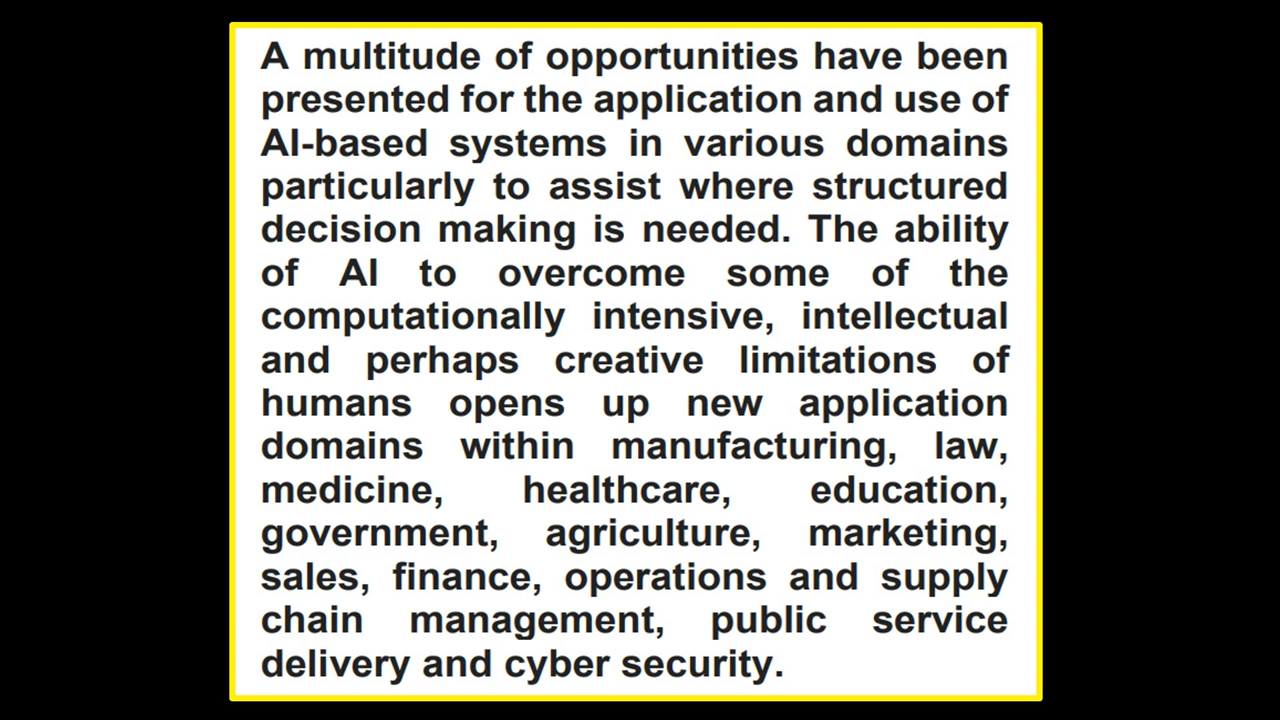 A multitude of opportunities have been
presented for the application and use of
AI-based systems in various domains
particularly to assist where structured
decision making is needed. The ability
of AI to overcome some of the
computationally intensive, intellectual
and perhaps creative limitations of
humans opens up new application
domains within manufacturing, law,
medicine, healthcare, education,
government, agriculture, marketing,
sales, finance, operations and supply
chain management, public service
delivery and cyber security.